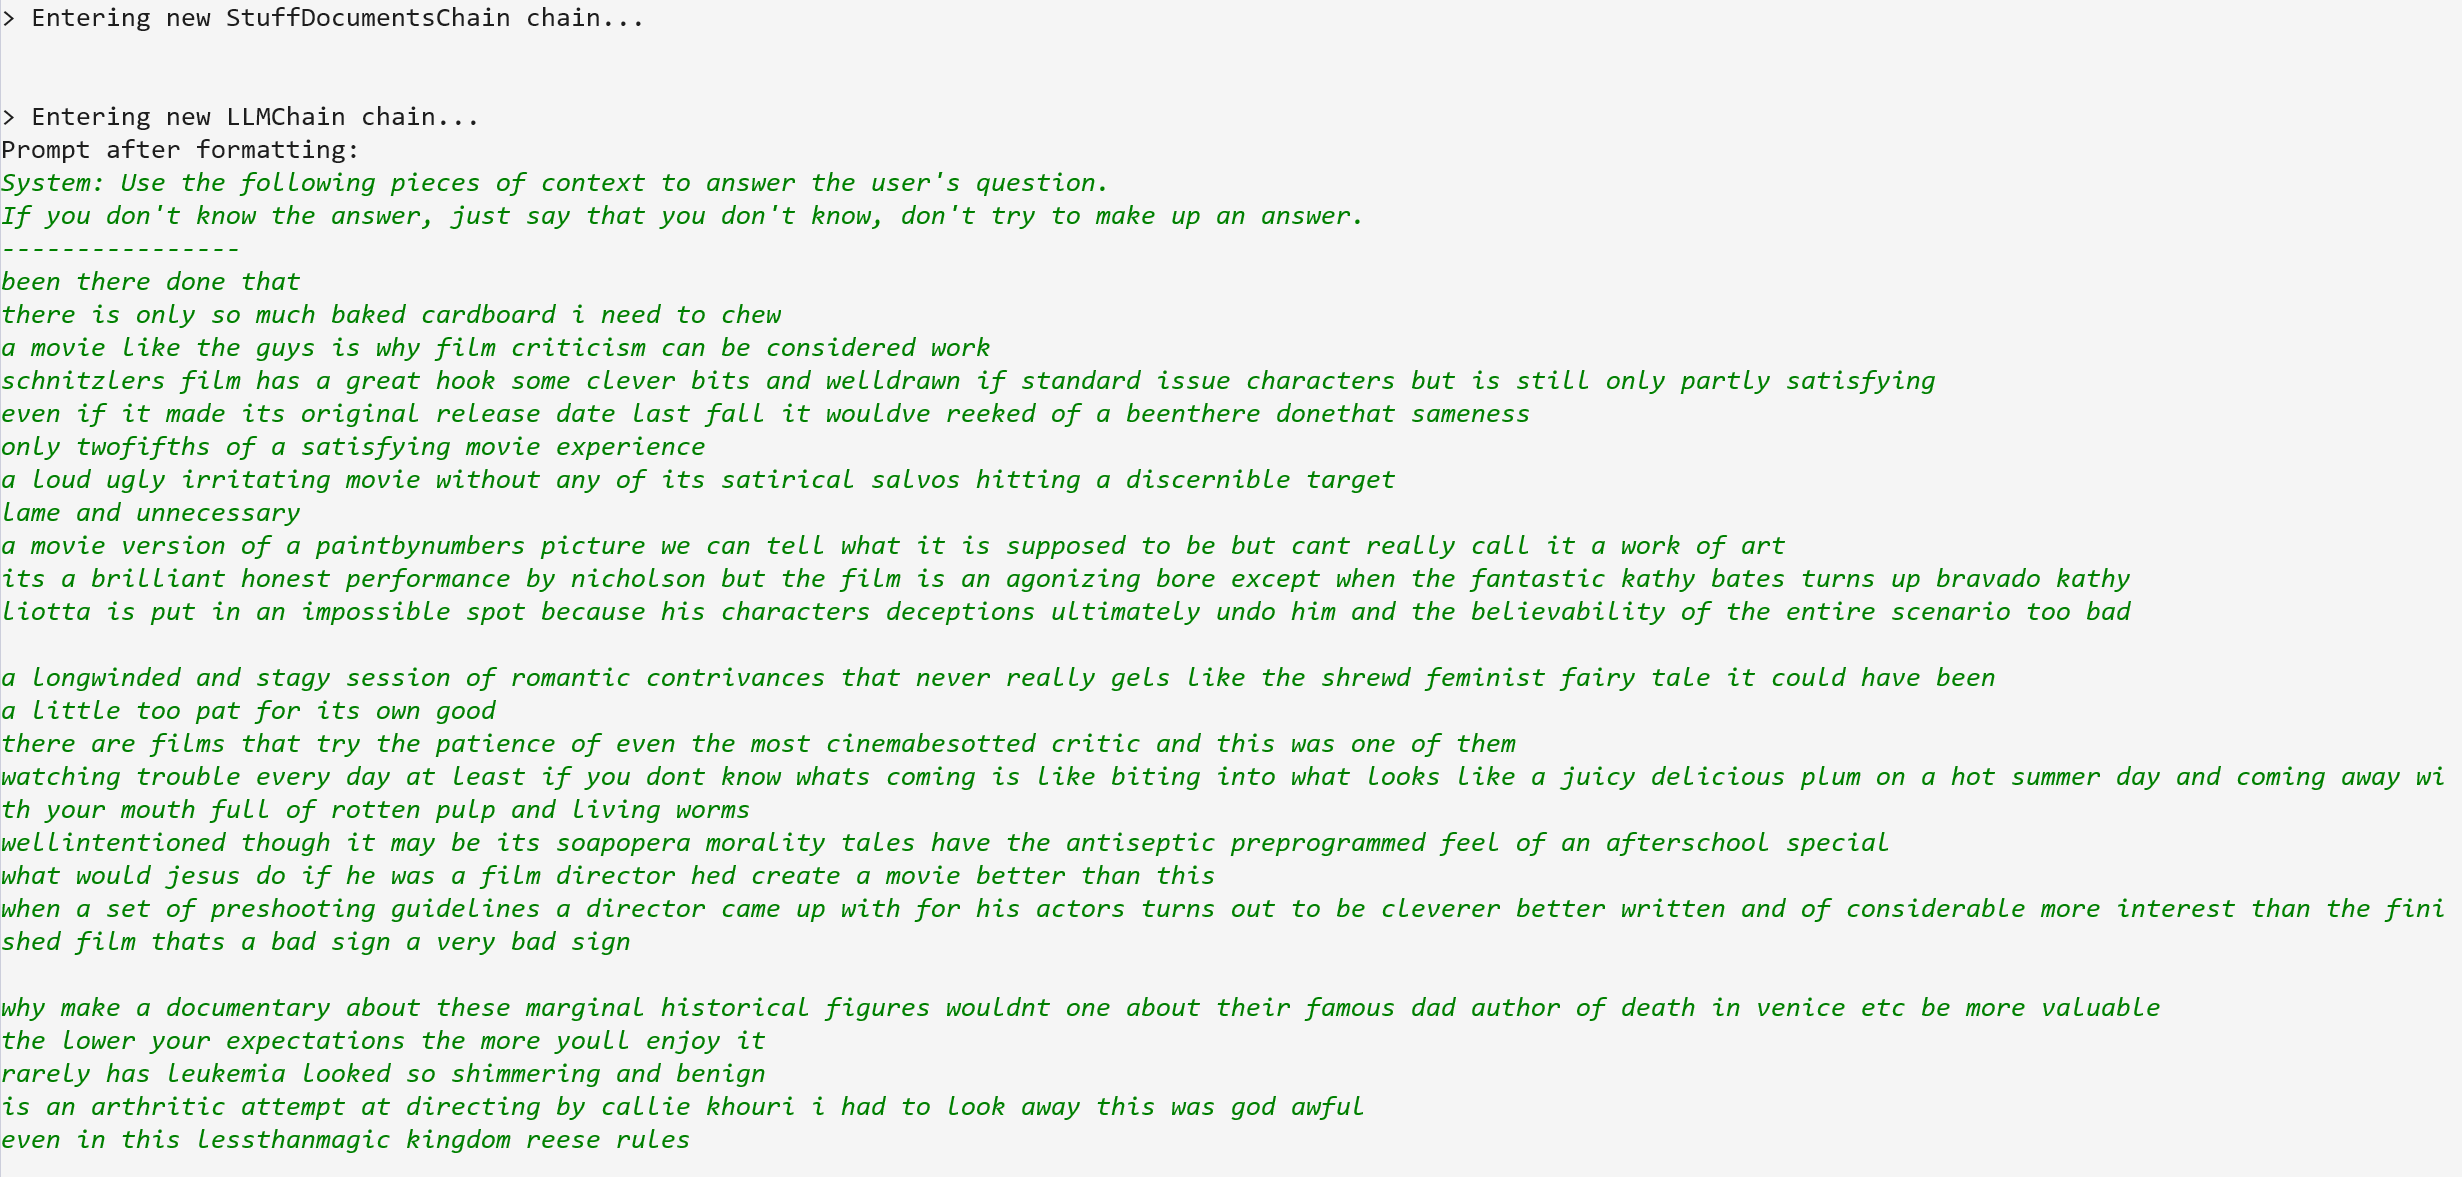 > Entering new StuffDocumentsChain chain...
> Entering new LLMChain chain...
Prompt after formatting:
System: Use the following pieces of context to answer the user's question.
If you don't know the answer, just say that you don't know, don't try to make up an answer.
----------------
been there done that
there is only so much baked cardboard i need to chew
a movie like the guys is why film criticism can be considered work
schnitzlers film has a great hook some clever bits and welldrawn if standard issue characters but is still only partly satisfying
even if it made its original release date last fall it wouldve reeked of a beenthere donethat sameness
only twofifths of a satisfying movie experience
a loud ugly irritating movie without any of its satirical salvos hitting a discernible target
lame and unnecessary
a movie version of a paintbynumbers picture we can tell what it is supposed to be but cant really call it a work of art
its a brilliant honest performance by nicholson but the film is an agonizing bore except when the fantastic kathy bates turns up bravado kathy
liotta is put in an impossible spot because his characters deceptions ultimately undo him and the believability of the entire scenario too bad
a longwinded and stagy session of romantic contrivances that never really gels like the shrewd feminist fairy tale it could have been
a little too pat for its own good
there are films that try the patience of even the most cinemabesotted critic and this was one of them
watching trouble every day at least if you dont know whats coming is like biting into what looks like a juicy delicious plum on a hot summer day and coming away wi
th your mouth full of rotten pulp and living worms
wellintentioned though it may be its soapopera morality tales have the antiseptic preprogrammed feel of an afterschool special
what would jesus do if he was a film director hed create a movie better than this
when a set of preshooting guidelines a director came up with for his actors turns out to be cleverer better written and of considerable more interest than the fini
shed film thats a bad sign a very bad sign
why make a documentary about these marginal historical figures wouldnt one about their famous dad author of death in venice etc be more valuable
the lower your expectations the more youll enjoy it
rarely has leukemia looked so shimmering and benign
is an arthritic attempt at directing by callie khouri i had to look away this was god awful
even in this lessthanmagic kingdom reese rules